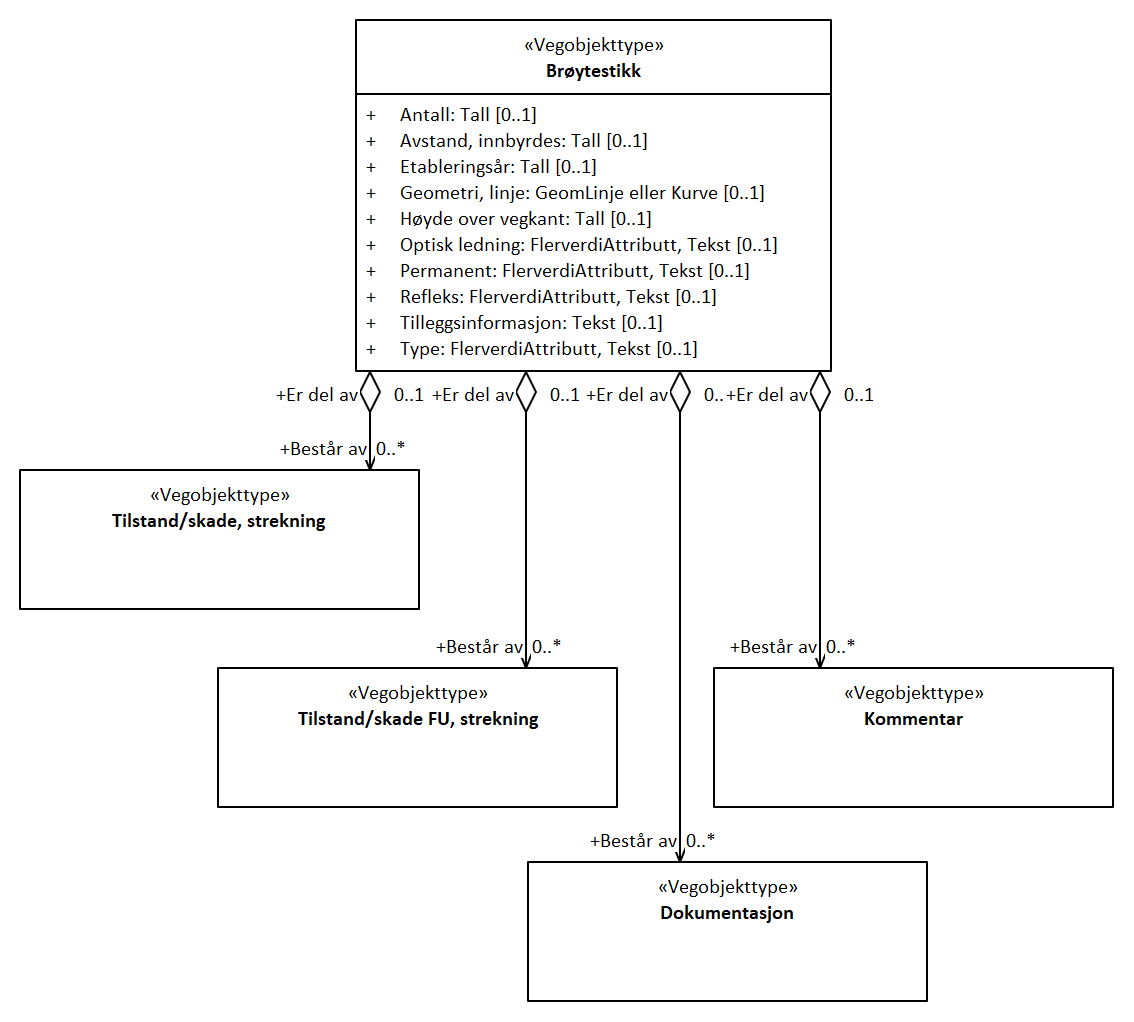 «Vegobjekttype»
Brøytestikk
+ Antall: Tall [0..1]
+ Avstand, innbyrdes: Tall [0..1]
+ Etableringsår: Tall [0..1]
+ Geometri, linje: GeomLinje eller Kurve [0..1]
+ Høyde over vegkant: Tall [0..1]
+ Optisk ledning: FlerverdiAttributt, Tekst [0..1]
+ Permanent: FlerverdiAttributt, Tekst [0..1]
+ Refleks: FlerverdiAttributt, Tekst [0..1]
+ Tilleggsinformasjon: Tekst [0..1]
+ Type: FlerverdiAttributt, Tekst [0..1]
+Er del av 0..1 +Er del av 0..1 +Er del av 0.. +Er del av 0..1
+Består av 0..*
«Vegobjekttype»
Tilstand/skade, strekning
+Består av 0..* +Består av 0..*
«Vegobjekttype»
Tilstand/skade FU, strekning
«Vegobjekttype»
Kommentar
+Består av 0..*
«Vegobjekttype»
Dokumentasjon